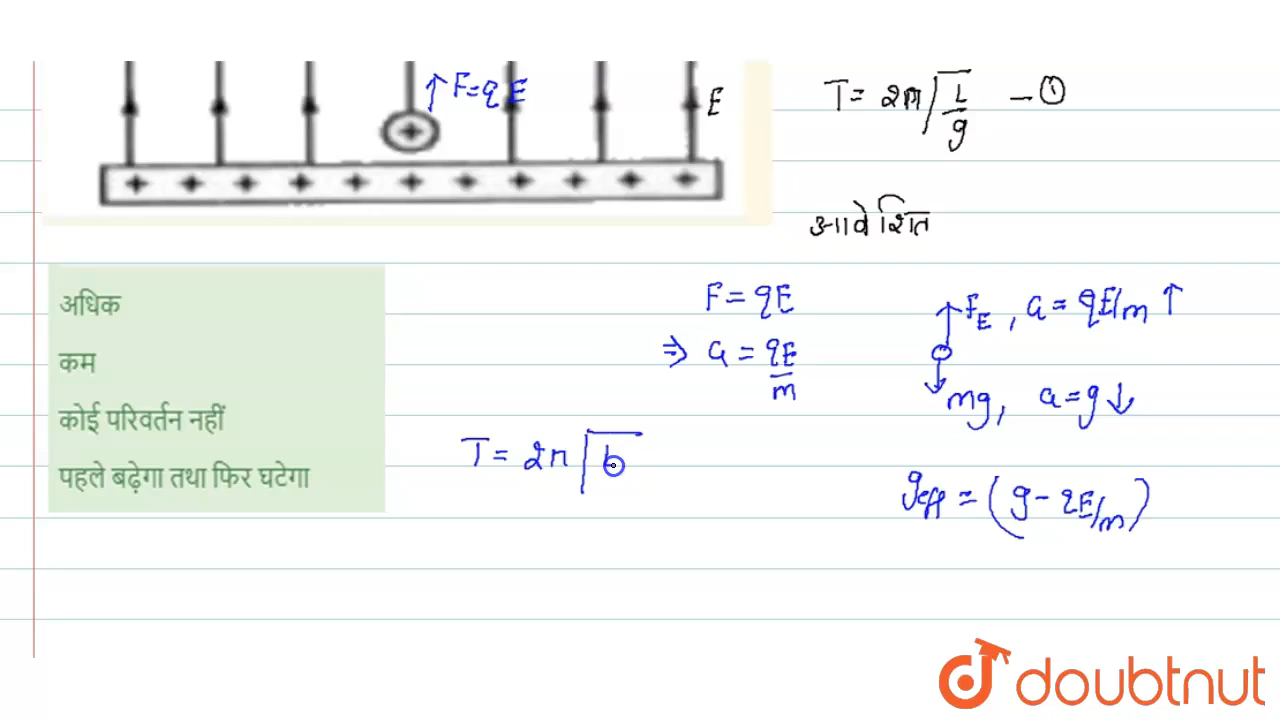 ↑ F=qE
E
T = 2π√(L/g) — ①
आवेशित
+ + + + + + + + + + + +
अधिक
कम
कोई परिवर्तन नहीं
पहले बढ़ेगा तथा फिर घटेगा
F = qE
⇒ a = qE/m
F_E, a = qE/m ↑
mg, a = g ↓
T = 2π√
g_eff = (g - qE/m)
doubtnut